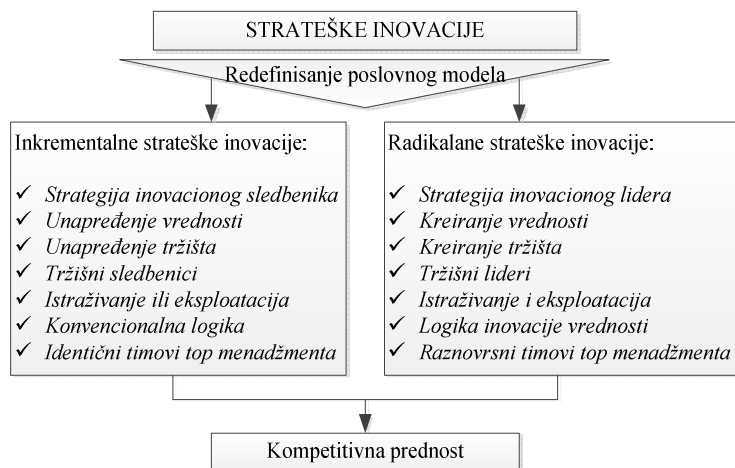 STRATEŠKE INOVACIJE
Redefinisanje poslovnog modela
Inkrementalne strateške inovacije:
✓ Strategija inovacionog sledbenika
✓ Unapređenje vrednosti
✓ Unapređenje tržišta
✓ Tržišni sledbenici
✓ Istraživanje ili eksploatacija
✓ Konvencionalna logika
✓ Identični timovi top menadžmenta
Radikalane strateške inovacije:
✓ Strategija inovacionog lidera
✓ Kreiranje vrednosti
✓ Kreiranje tržišta
✓ Tržišni lideri
✓ Istraživanje i eksploatacija
✓ Logika inovacije vrednosti
✓ Raznovrsni timovi top menadžmenta
Kompetitivna prednost